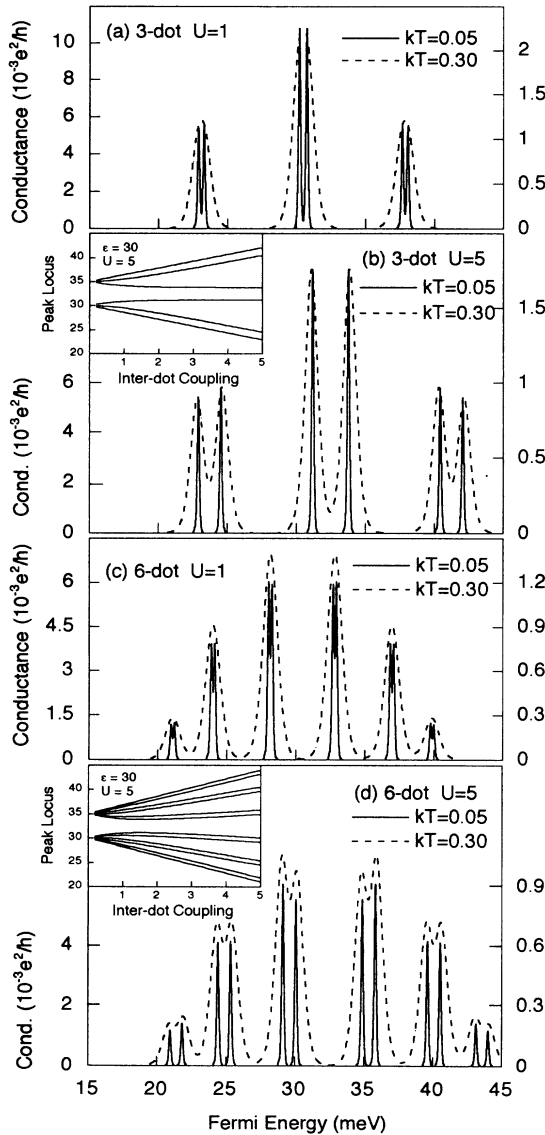 (a) 3-dot U=1
kT=0.05
kT=0.30
Conductance (10⁻³e²/h)
10
8
6
4
2
0
2
1.5
1
0.5
0
20 25 30 35 40
ε = 30
U = 5
Peak Locus
40
35
30
25
20
1 2 3 4 5
Inter-dot Coupling
(b) 3-dot U=5
kT=0.05
kT=0.30
Cond. (10⁻³e²/h)
6
4
2
0
1.5
1
0.5
0
(c) 6-dot U=1
kT=0.05
kT=0.30
Conductance (10⁻³e²/h)
6
4.5
3
1.5
0
1.2
0.9
0.6
0.3
0
ε = 30
U = 5
Peak Locus
40
35
30
25
20
1 2 3 4 5
Inter-dot Coupling
(d) 6-dot U=5
kT=0.05
kT=0.30
Cond. (10⁻³e²/h)
4
2
0
0.9
0.6
0.3
0
15 20 25 30 35 40 45
Fermi Energy (meV)